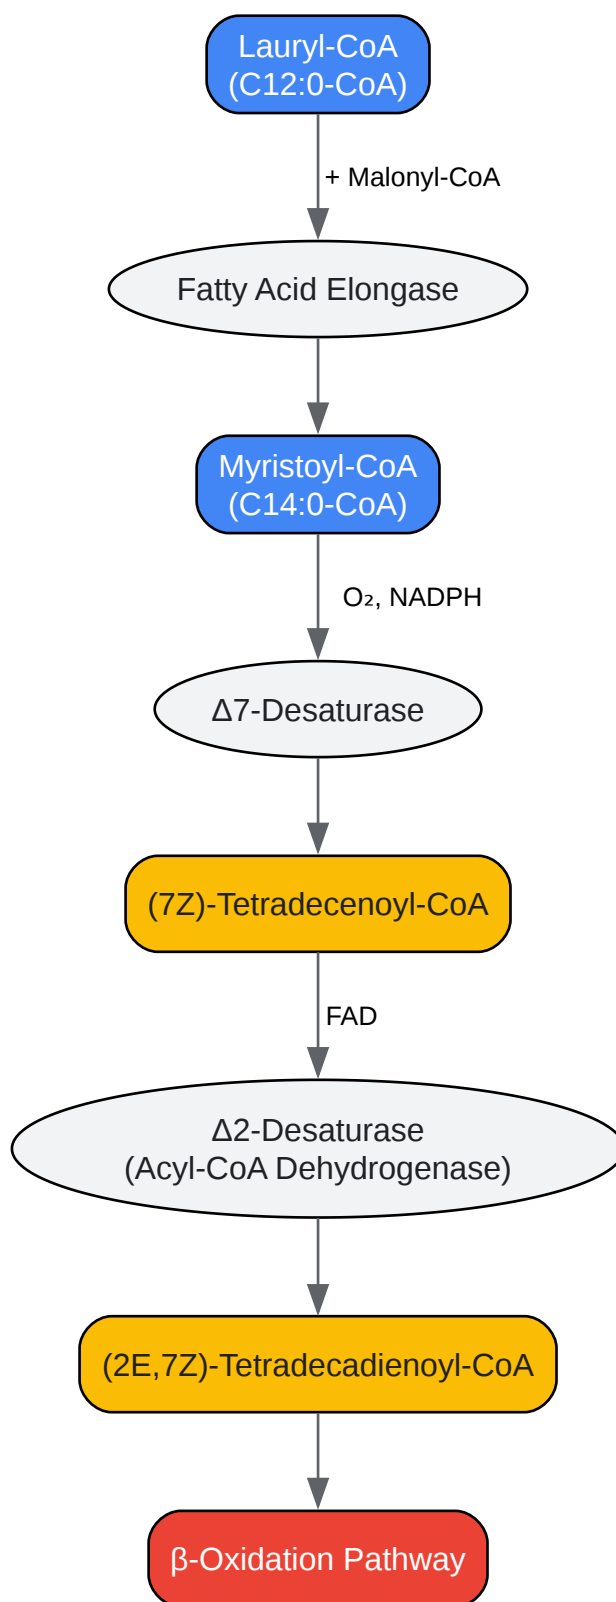 Lauryl-CoA
(C12:0-CoA)
+ Malonyl-CoA
Fatty Acid Elongase
Myristoyl-CoA
(C14:0-CoA)
O₂, NADPH
Δ7-Desaturase
(7Z)-Tetradecenoyl-CoA
FAD
Δ2-Desaturase
(Acyl-CoA Dehydrogenase)
(2E,7Z)-Tetradecadienoyl-CoA
β-Oxidation Pathway